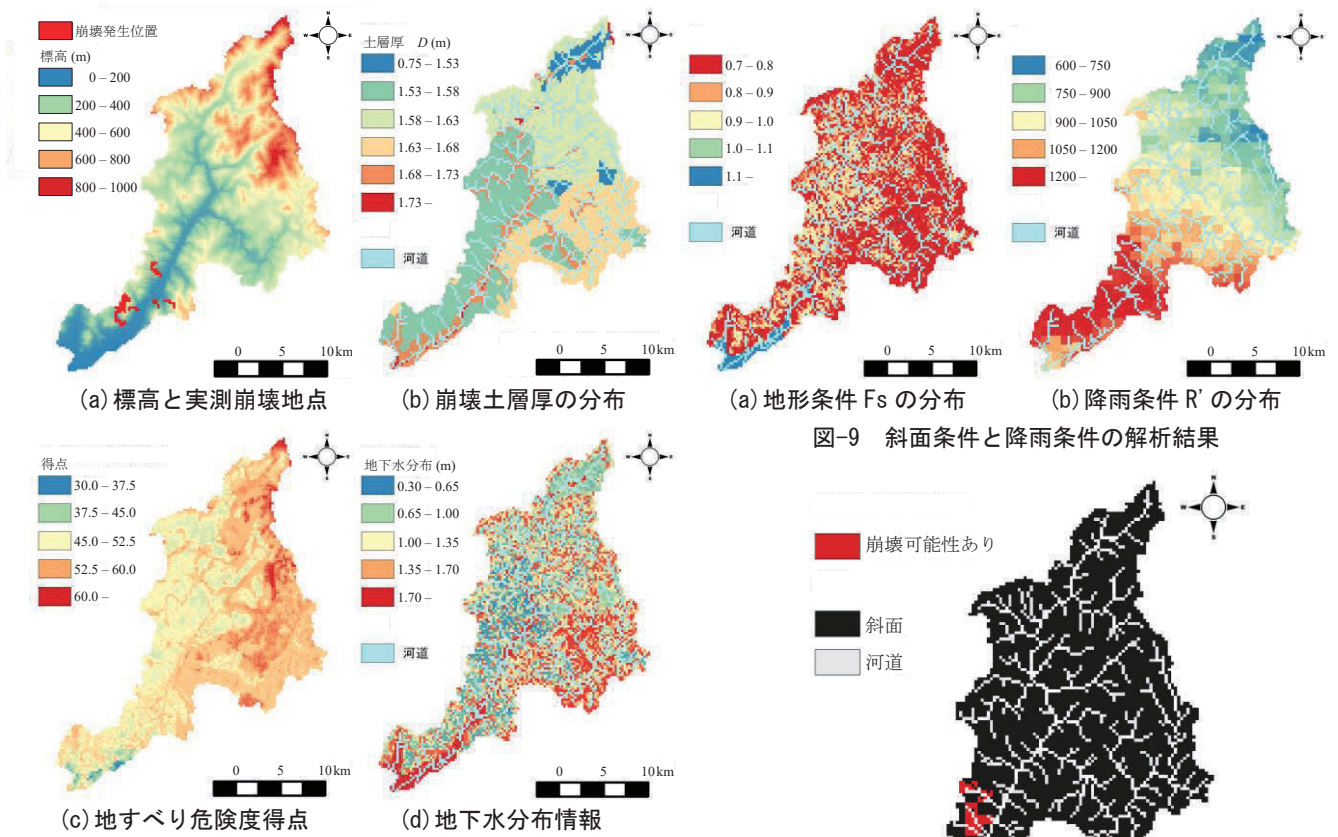 崩壊発生位置
標高 (m)
0 – 200
200 – 400
400 – 600
600 – 800
800 – 1000
N
W
E
S
0 5 10km
(a)標高と実測崩壊地点
土層厚 D (m)
0.75 – 1.53
1.53 – 1.58
1.58 – 1.63
1.63 – 1.68
1.68 – 1.73
1.73 –
河道
N
W
E
S
0 5 10km
(b)崩壊土層厚の分布
0.7 – 0.8
0.8 – 0.9
0.9 – 1.0
1.0 – 1.1
1.1 –
河道
N
W
E
S
0 5 10km
(a)地形条件 Fs の分布
600 – 750
750 – 900
900 – 1050
1050 – 1200
1200 –
河道
N
W
E
S
0 5 10km
(b)降雨条件 R' の分布
図-9 斜面条件と降雨条件の解析結果
得点
30.0 – 37.5
37.5 – 45.0
45.0 – 52.5
52.5 – 60.0
60.0 –
N
W
E
S
0 5 10km
(c)地すべり危険度得点
地下水分布 (m)
0.30 – 0.65
0.65 – 1.00
1.00 – 1.35
1.35 – 1.70
1.70 –
河道
N
W
E
S
0 5 10km
(d)地下水分布情報
崩壊可能性あり
斜面
河道
N
W
E
S